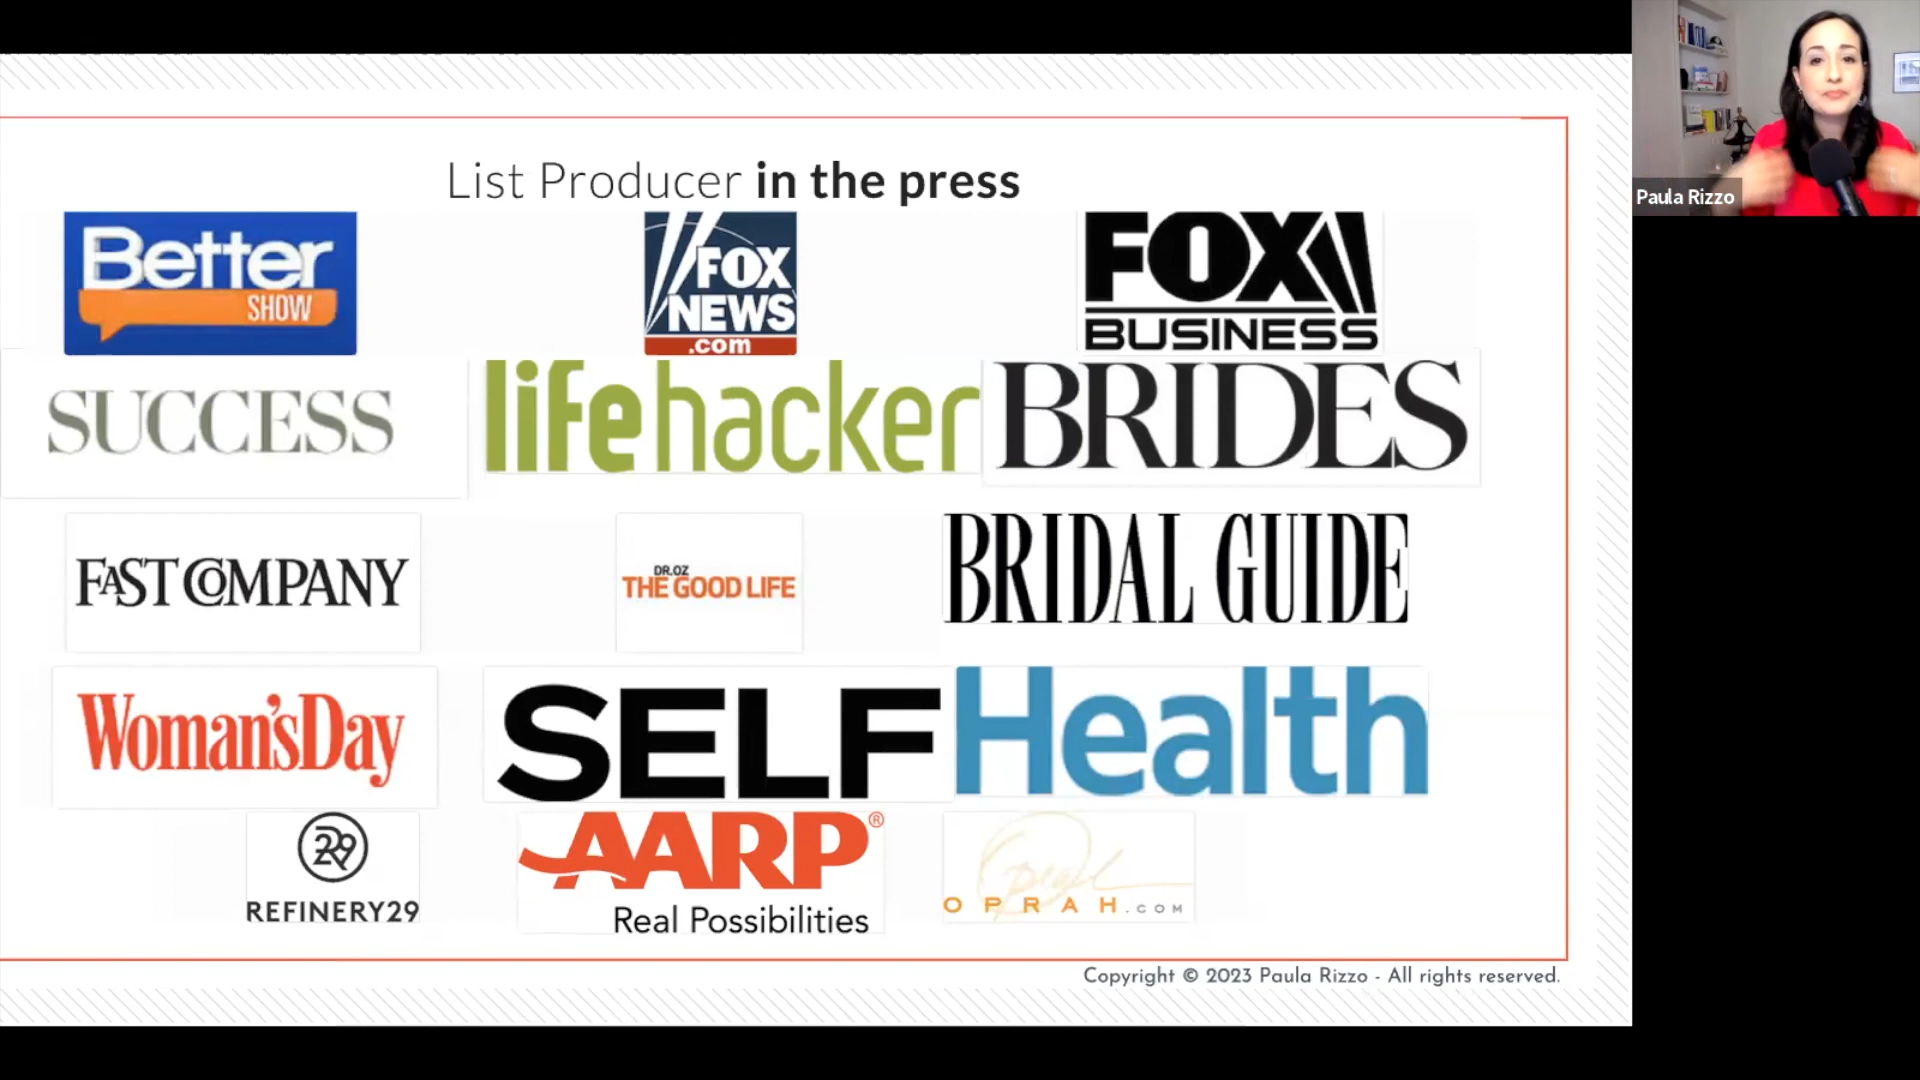 List Producer in the press
Better
SHOW
FOX
NEWS
.com
FOX
BUSINESS
SUCCESS
lifehacker
BRIDES
FAST COMPANY
DR.OZ
THE GOOD LIFE
BRIDAL GUIDE
Woman'sDay
SELF
Health
R29
REFINERY29
AARP®
Real Possibilities
Oprah
OPRAH.COM
Copyright © 2023 Paula Rizzo - All rights reserved.
Paula Rizzo